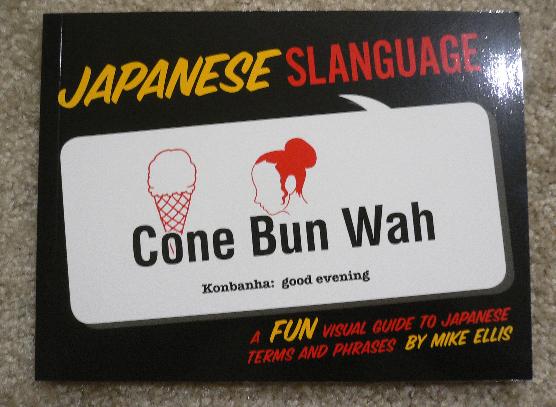 JAPANESE SLANGUAGE
Cone Bun Wah
Konbanha: good evening
A FUN VISUAL GUIDE TO JAPANESE
TERMS AND PHRASES BY MIKE ELLIS